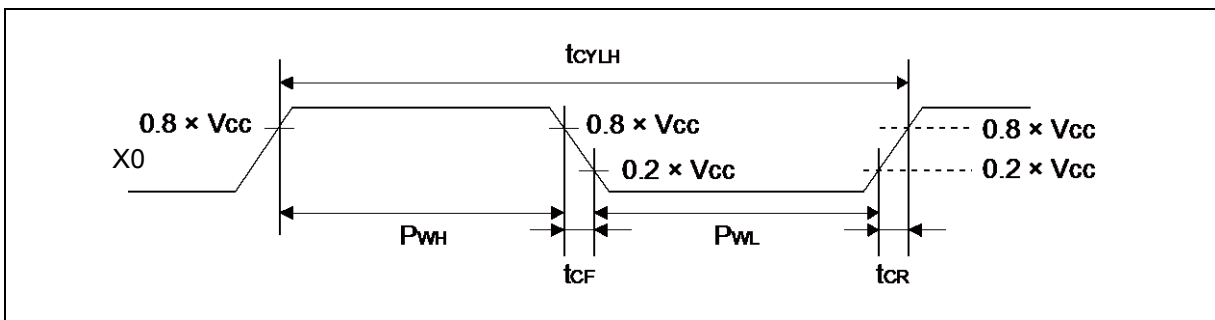 tCYLH
0.8 × Vcc
0.8 × Vcc
0.8 × Vcc
X0
0.2 × Vcc
0.2 × Vcc
PWH
PWL
tCF
tCR